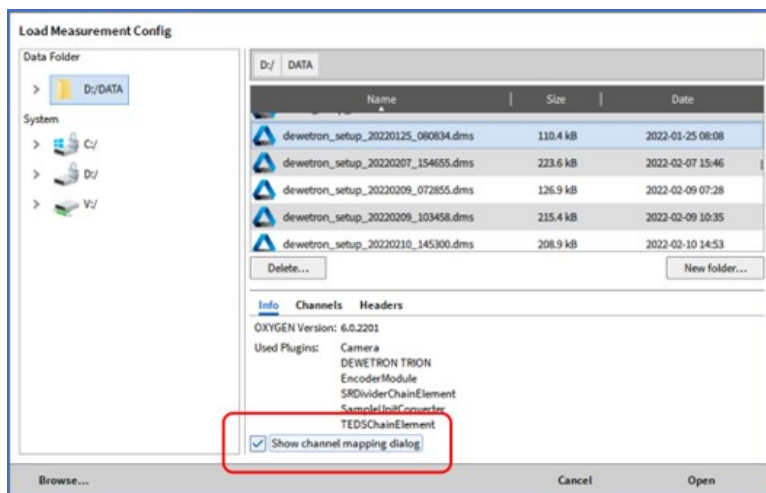 Load Measurement Config
Data Folder
D:/DATA
System
C:/
D:/
V:/
D:/ DATA
Name Size Date
dewetron_setup_20220125_080834.dms 110.4 kB 2022-01-25 08:08
dewetron_setup_20220207_154655.dms 223.6 kB 2022-02-07 15:46
dewetron_setup_20220209_072855.dms 126.9 kB 2022-02-09 07:28
dewetron_setup_20220209_103458.dms 215.4 kB 2022-02-09 10:35
dewetron_setup_20220210_145300.dms 208.9 kB 2022-02-10 14:53
Delete... New folder...
Info Channels Headers
OXYGEN Version: 6.0.2201
Used Plugins: Camera
DEWETRON TRION
EncoderModule
SRDividerChainElement
SampleUnitConverter
TEDSChainElement
Show channel mapping dialog
Browse... Cancel Open